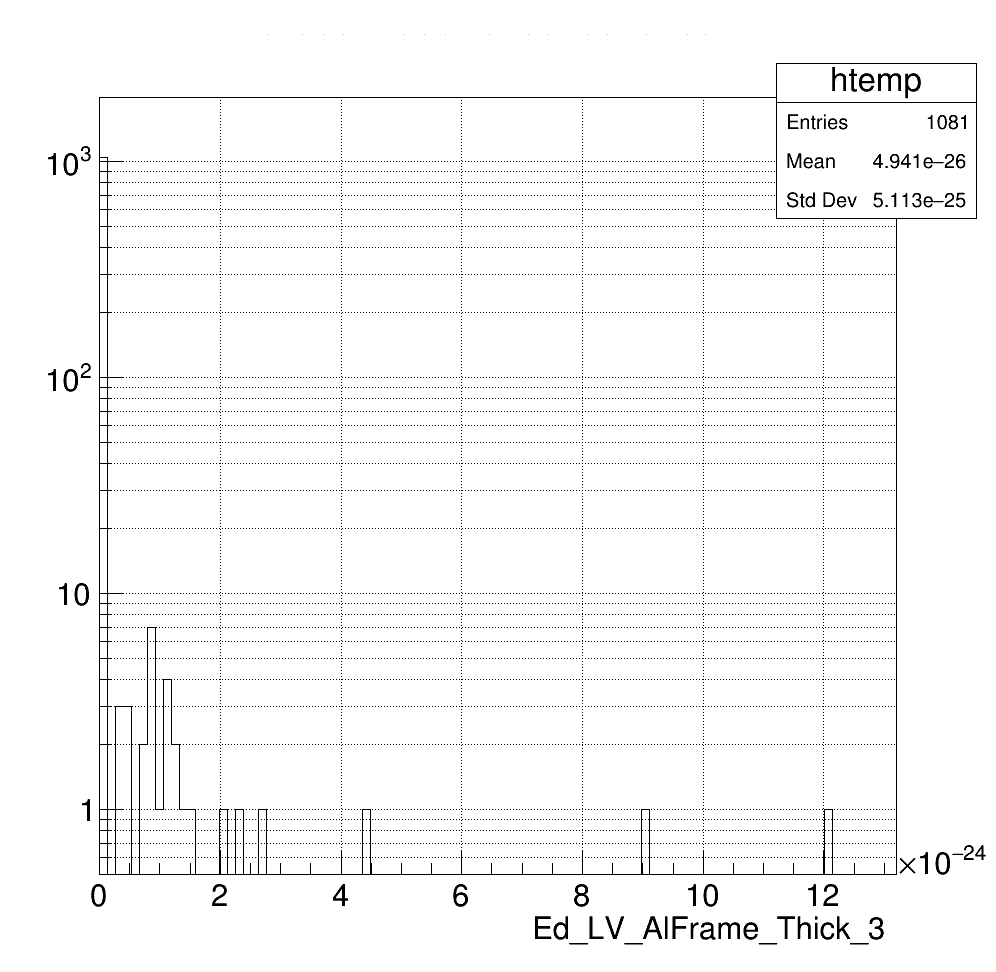 htemp
Entries 1081
Mean 4.941e−26
Std Dev 5.113e−25
10³
10²
10
1
0 2 4 6 8 10 12
×10⁻²⁴
Ed_LV_AlFrame_Thick_3